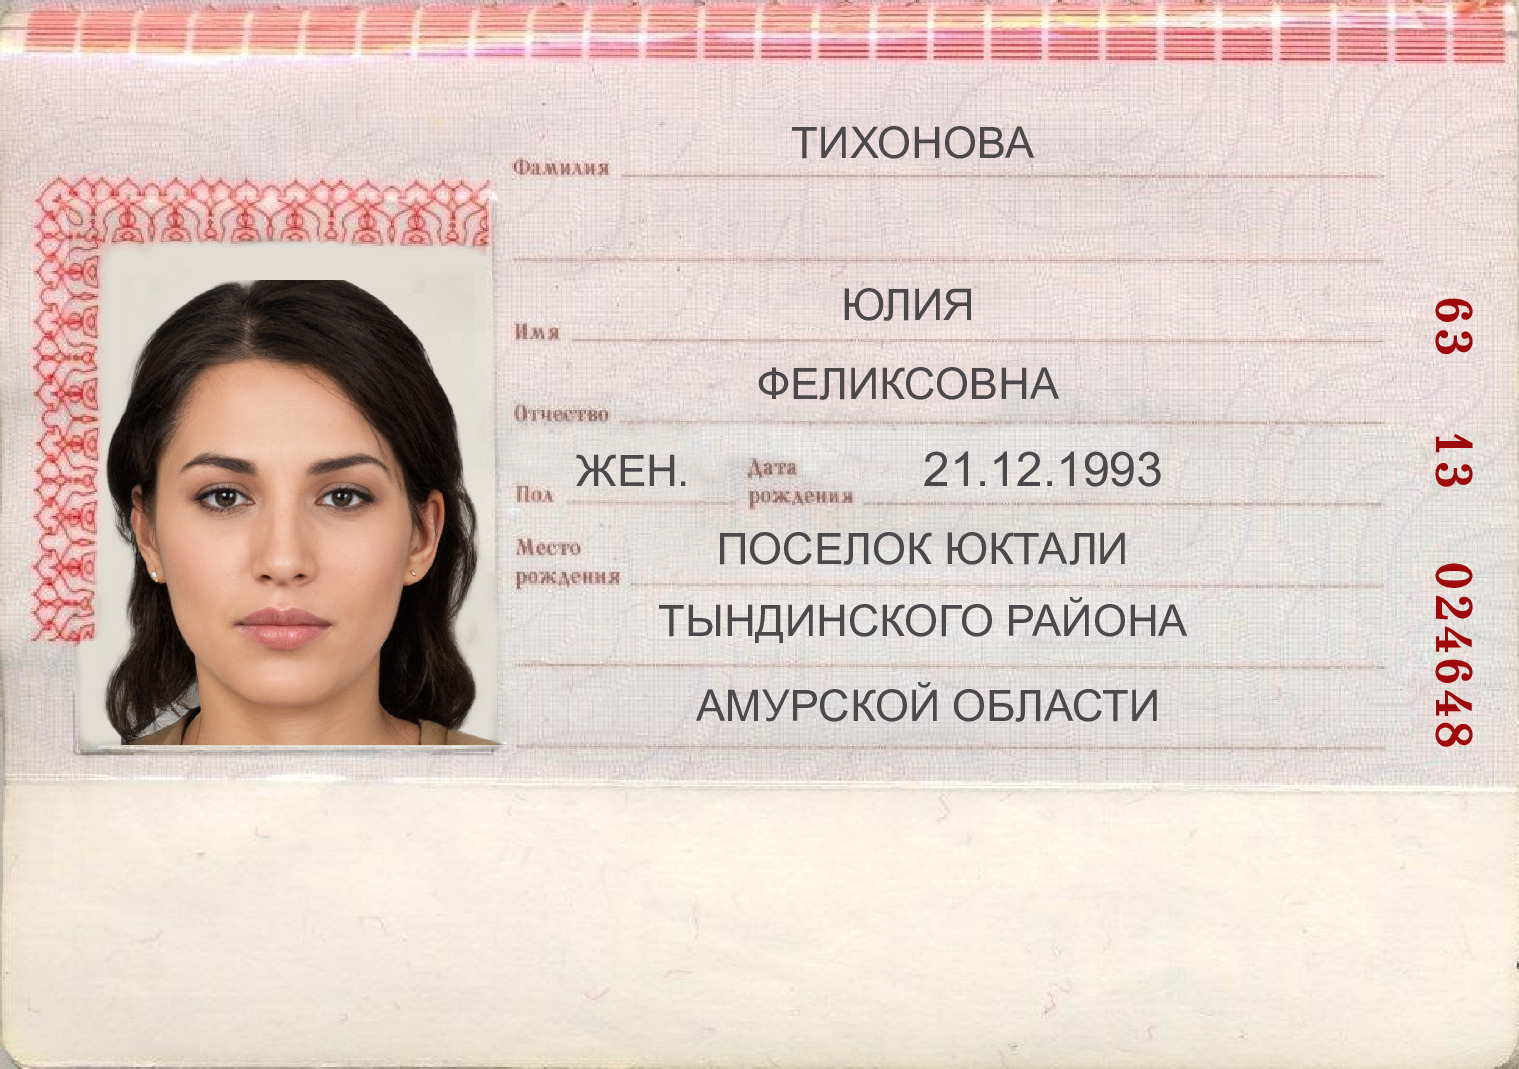 Фамилия ТИХОНОВА
Имя ЮЛИЯ
Отчество ФЕЛИКСОВНА
Пол ЖЕН. Дата рождения 21.12.1993
Место рождения ПОСЕЛОК ЮКТАЛИ
ТЫНДИНСКОГО РАЙОНА
АМУРСКОЙ ОБЛАСТИ
63 13 024648